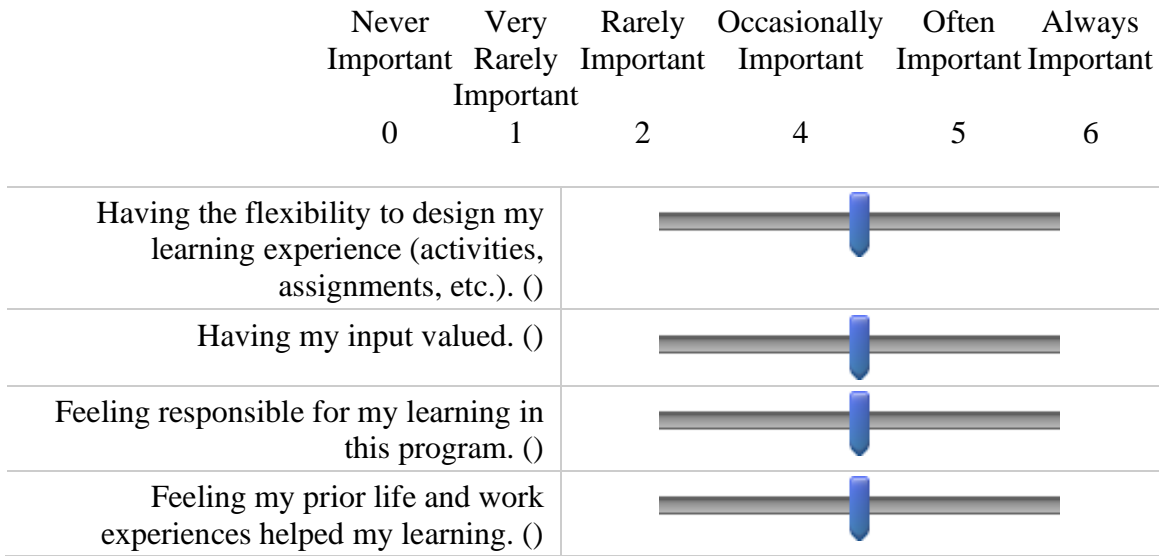 Never Very Rarely Occasionally Often Always
Important Rarely Important Important Important Important
Important
0 1 2 4 5 6
Having the flexibility to design my
learning experience (activities,
assignments, etc.). ()
Having my input valued. ()
Feeling responsible for my learning in
this program. ()
Feeling my prior life and work
experiences helped my learning. ()